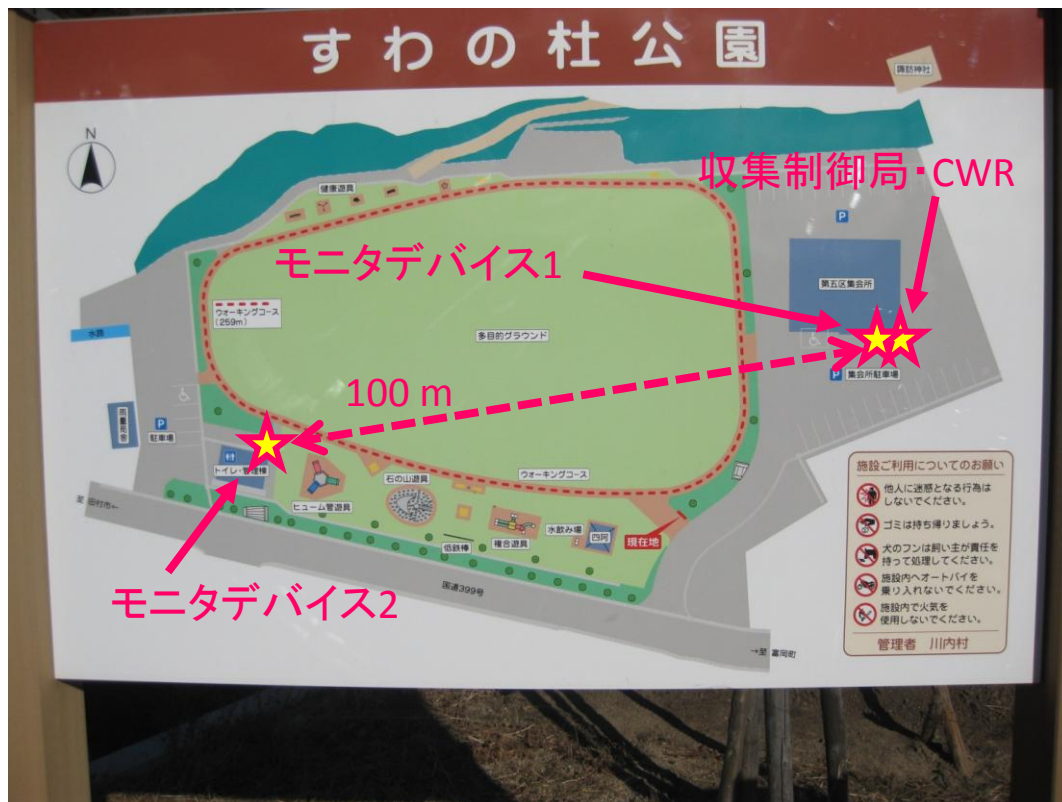 すわの杜公園
諏訪神社
N
収集制御局・CWR
健康遊具
P
モニタデバイス1
第五区集会所
ウォーキングコース
(259m)
多目的グラウンド
水路
P
集会所駐車場
100 m
雨量局舎
P
駐車場
トイレ・管理棟
石の山遊具
ウォーキングコース
ヒューム管遊具
水飲み場
複合遊具
四阿
低鉄棒
現在地
至 田村市←
国道399号
モニタデバイス2
→至 富岡町
施設ご利用についてのお願い
他人に迷惑となる行為は
しないでください。
ゴミは持ち帰りましょう。
犬のフンは飼い主が責任を
持って処理してください。
施設内へオートバイを
乗り入れないでください。
施設内で火気を
使用しないでください。
管理者 川内村